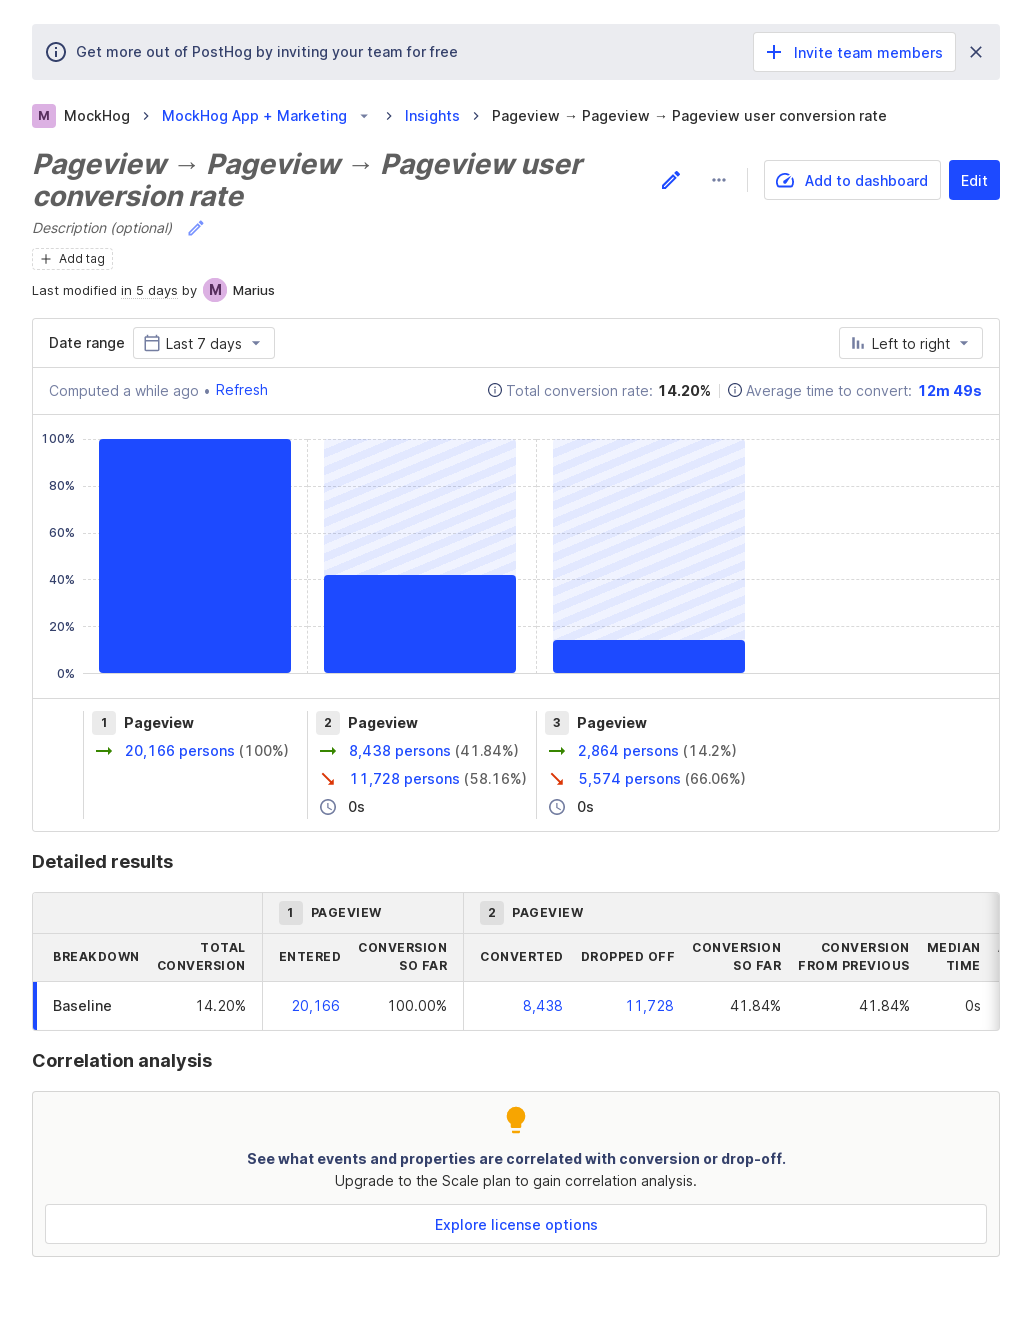 Get more out of PostHog by inviting your team for free
Invite team members
M MockHog MockHog App + Marketing Insights Pageview → Pageview → Pageview user conversion rate
Pageview → Pageview → Pageview user
conversion rate
Add to dashboard
Edit
Description (optional)
Add tag
Last modified in 5 days by M Marius
Date range Last 7 days Left to right
Computed a while ago • Refresh Total conversion rate: 14.20% Average time to convert: 12m 49s
100%
80%
60%
40%
20%
0%
1 Pageview
20,166 persons (100%)
2 Pageview
8,438 persons (41.84%)
11,728 persons (58.16%)
0s
3 Pageview
2,864 persons (14.2%)
5,574 persons (66.06%)
0s
Detailed results
1 PAGEVIEW 2 PAGEVIEW
BREAKDOWN TOTAL CONVERSION ENTERED CONVERSION SO FAR CONVERTED DROPPED OFF CONVERSION SO FAR CONVERSION FROM PREVIOUS MEDIAN TIME
Baseline 14.20% 20,166 100.00% 8,438 11,728 41.84% 41.84% 0s
Correlation analysis
See what events and properties are correlated with conversion or drop-off.
Upgrade to the Scale plan to gain correlation analysis.
Explore license options